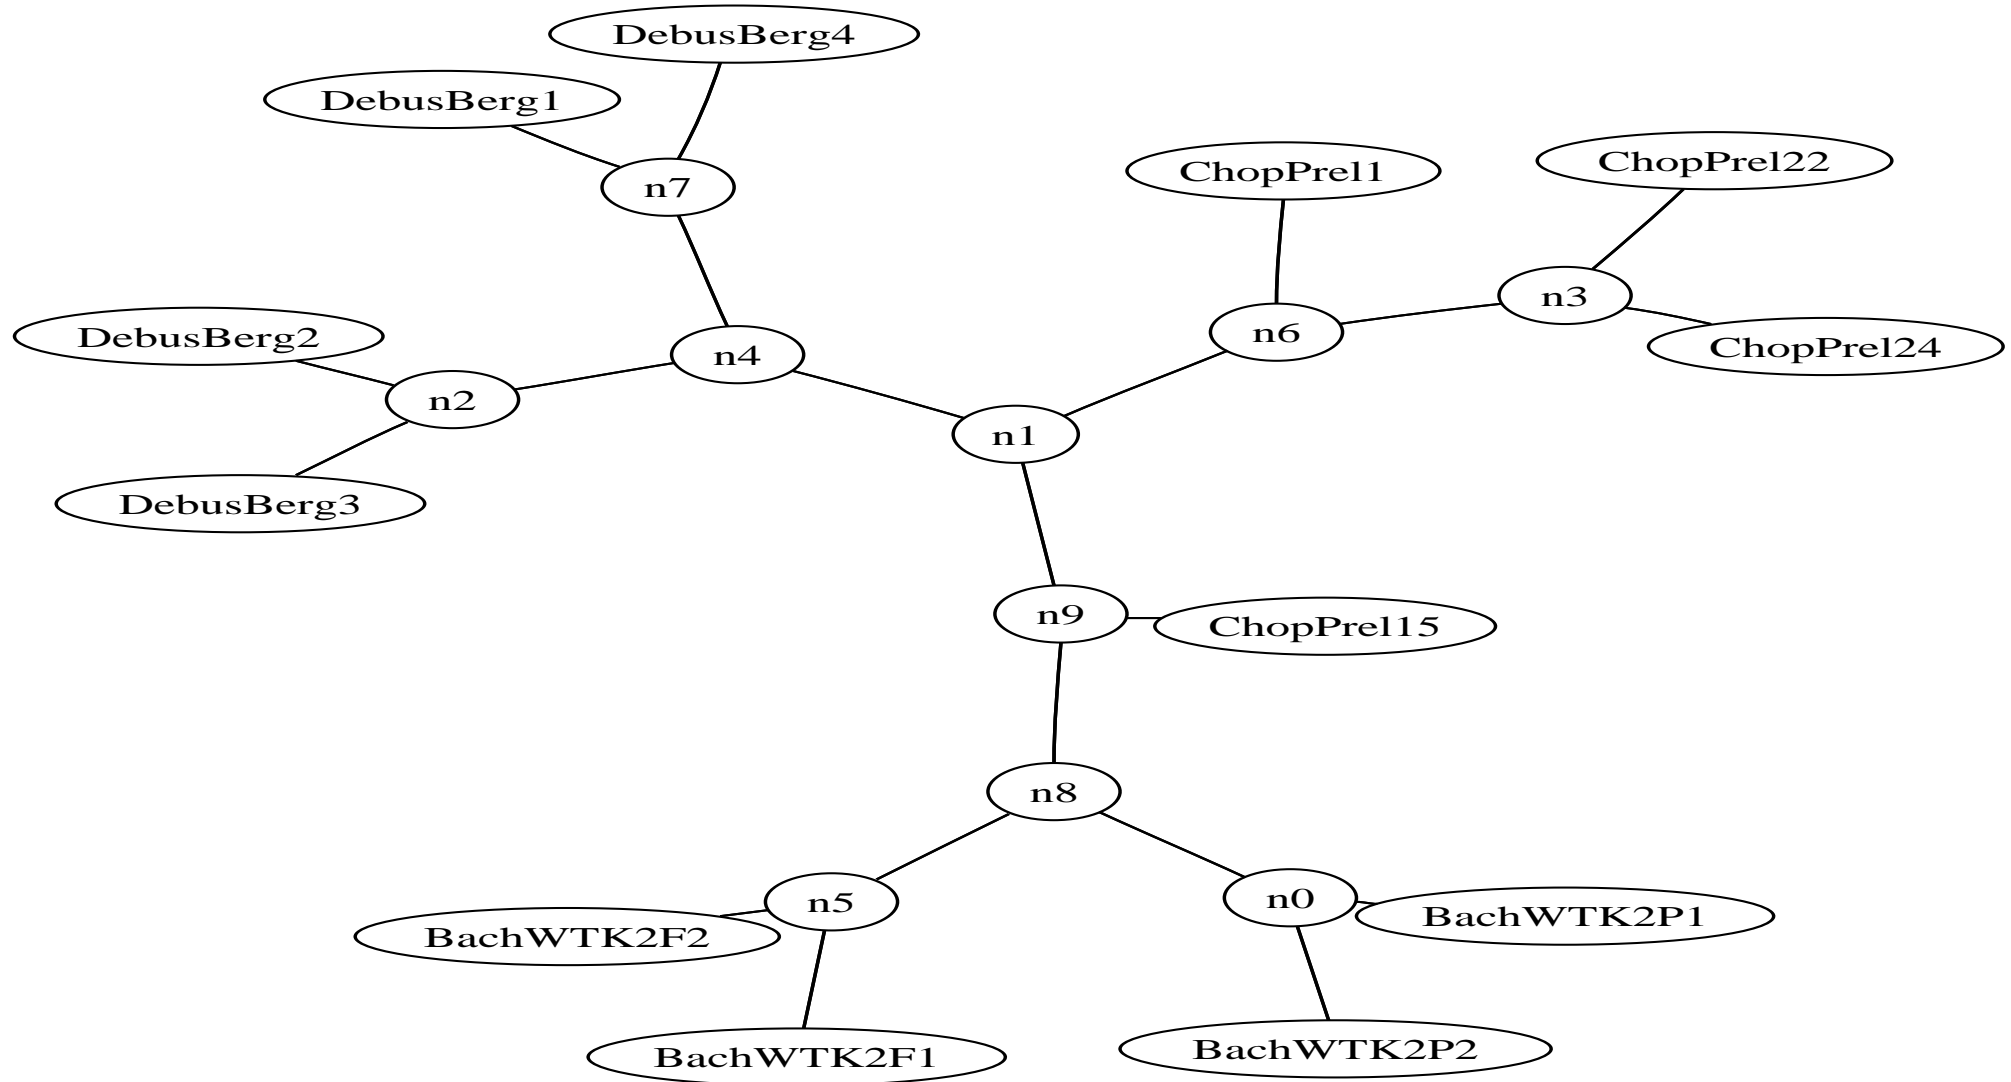 DebusBerg4
DebusBerg1
ChopPrel22
ChopPrel1
n7
n3
n6
DebusBerg2
ChopPrel24
n4
n2
n1
DebusBerg3
n9
ChopPrel15
n8
n0
n5
BachWTK2P1
BachWTK2F2
BachWTK2P2
BachWTK2F1